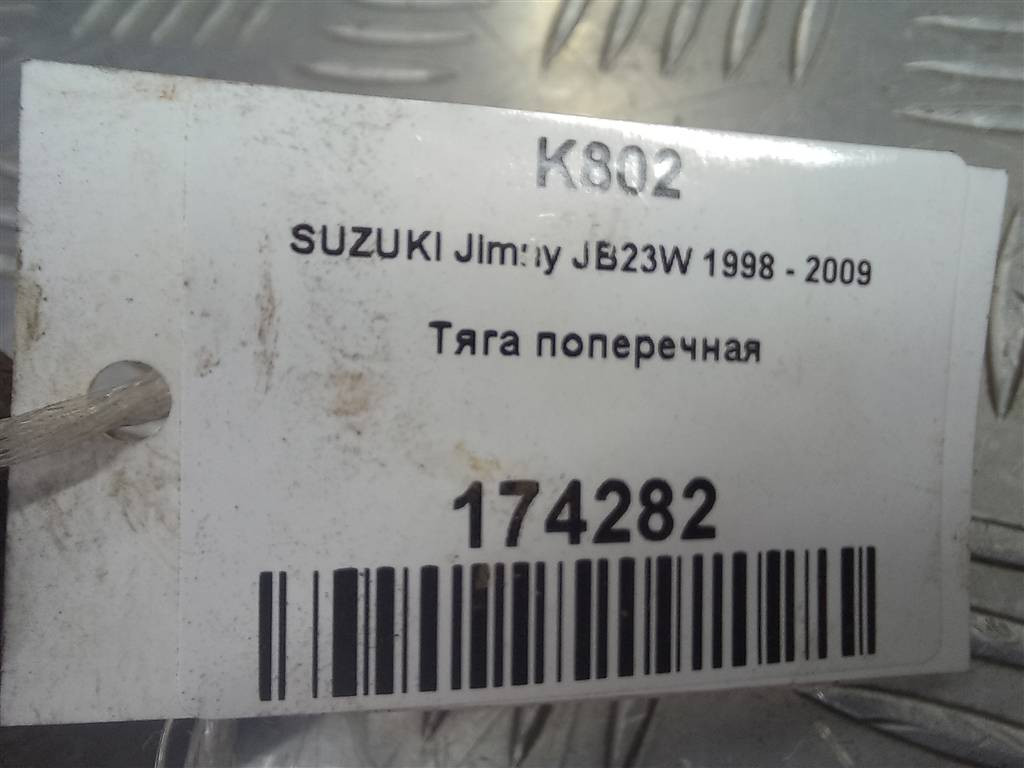 K802
SUZUKI Jimny JB23W 1998 - 2009
Тяга поперечная
174282